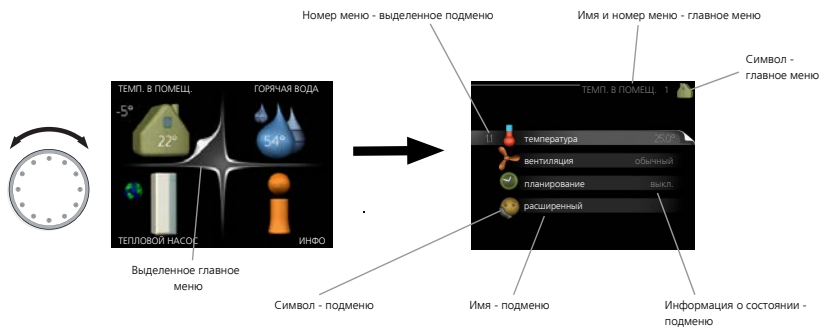 Номер меню - выделенное подменю
Имя и номер меню - главное меню
Символ -
главное меню
ТЕМП. В ПОМЕЩ.
ГОРЯЧАЯ ВОДА
-5°
22°
54°
ТЕПЛОВОЙ НАСОС
ИНФО
ТЕМП. В ПОМЕЩ. 1
1.1 температура 25.0°
вентиляция обычный
планирование выкл.
расширенный
Выделенное главное
меню
Символ - подменю
Имя - подменю
Информация о состоянии -
подменю